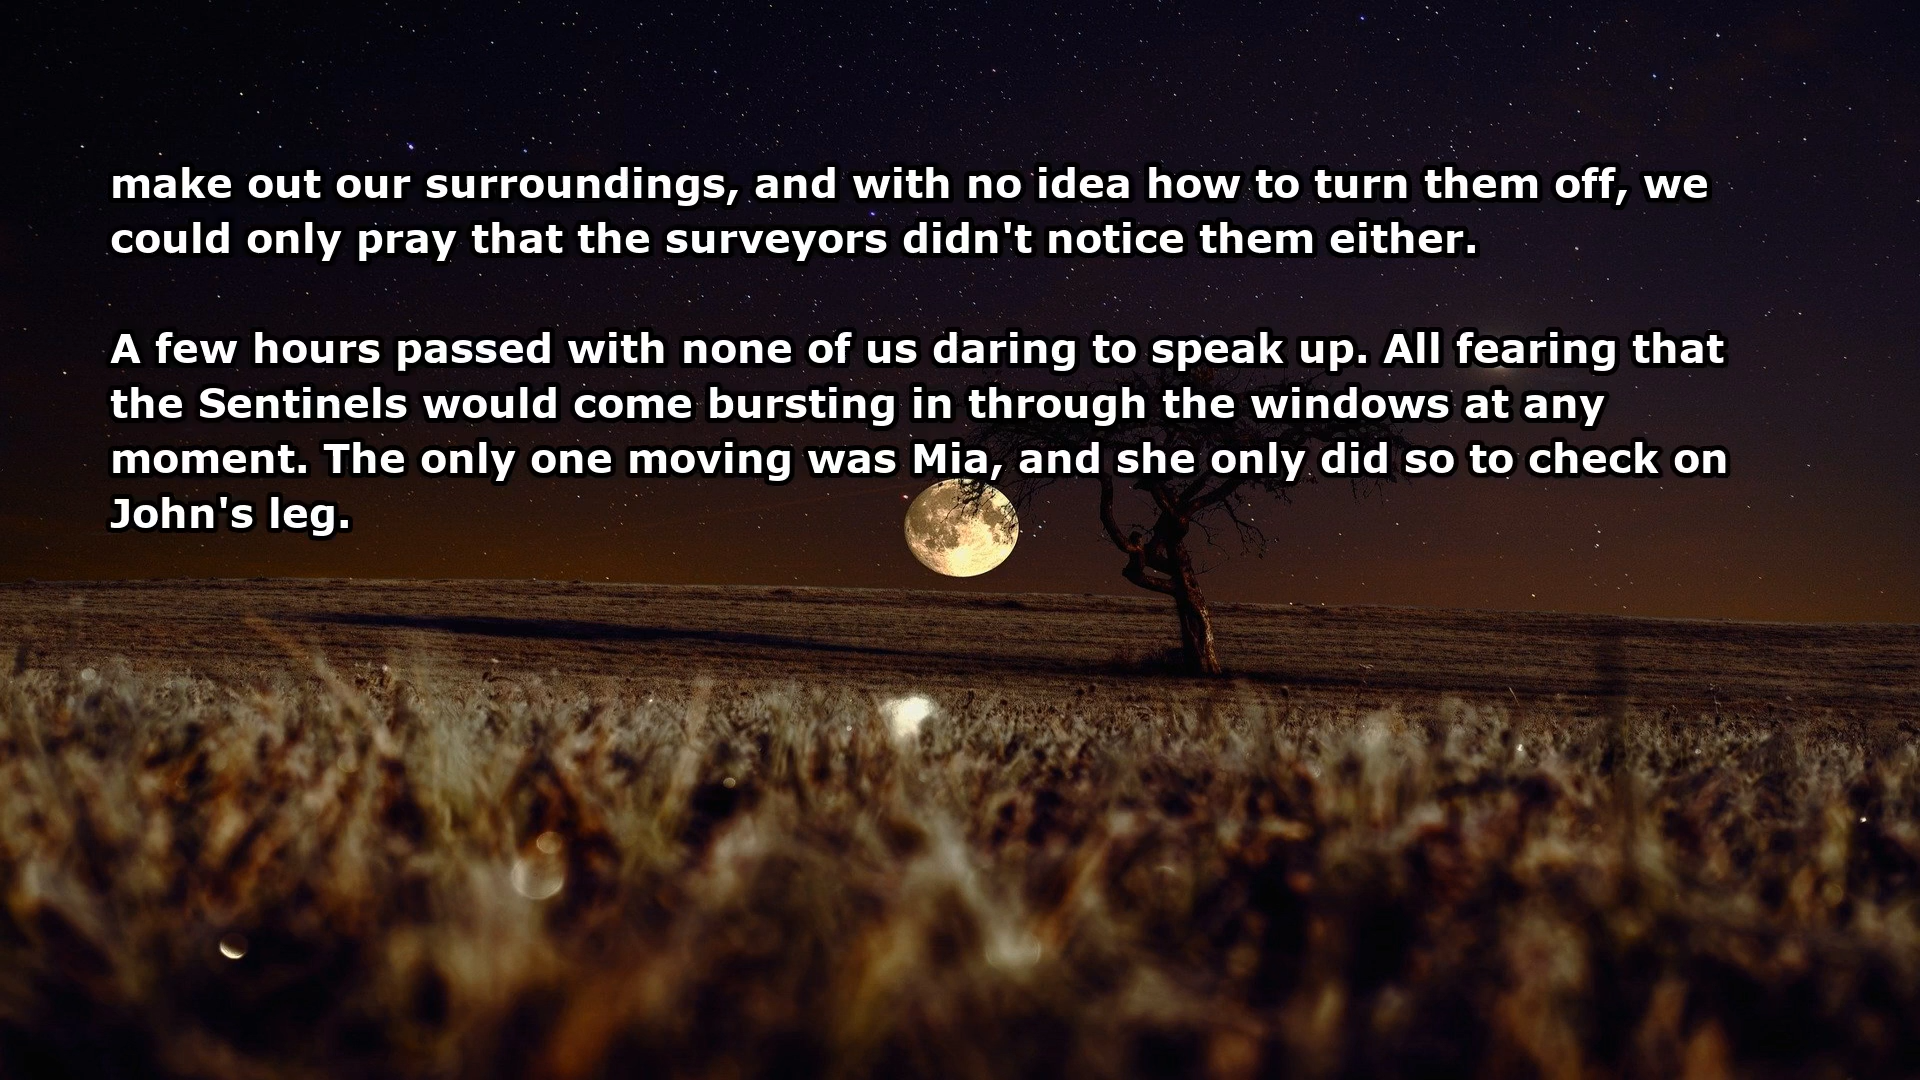 make out our surroundings, and with no idea how to turn them off, we
could only pray that the surveyors didn't notice them either.
A few hours passed with none of us daring to speak up. All fearing that
the Sentinels would come bursting in through the windows at any
moment. The only one moving was Mia, and she only did so to check on
John's leg.